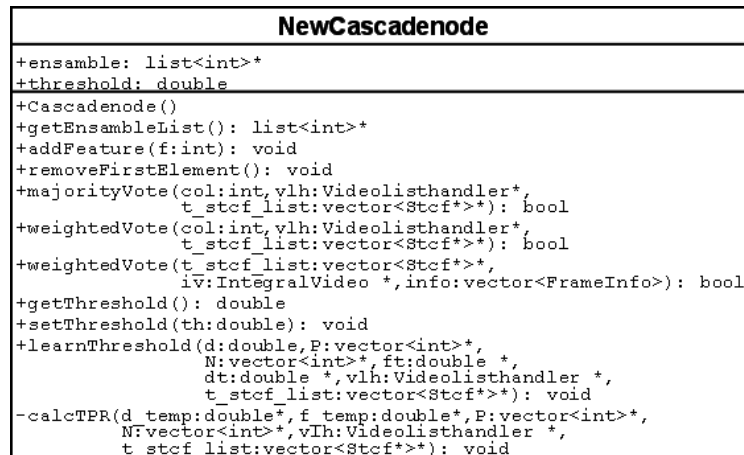 NewCascadenode
+ensamble: list<int>*
+threshold: double
+Cascadenode()
+getEnsambleList(): list<int>*
+addFeature(f:int): void
+removeFirstElement(): void
+majorityVote(col:int,vlh:Videolisthandler*,
t_stcf_list:vector<Stcf*>*): bool
+weightedVote(col:int,vlh:Videolisthandler*,
t_stcf_list:vector<Stcf*>*): bool
+weightedVote(t_stcf_list:vector<Stcf*>*,
iv:IntegralVideo *,info:vector<FrameInfo>): bool
+getThreshold(): double
+setThreshold(th:double): void
+learnThreshold(d:double,P:vector<int>*,
N:vector<int>*,ft:double *,
dt:double *,vlh:Videolisthandler *,
t_stcf_list:vector<Stcf*>*): void
-calcTPR(d_temp:double*,f_temp:double*,P:vector<int>*,
N:vector<int>*,vlh:Videolisthandler *,
t_stcf_list:vector<Stcf*>*): void